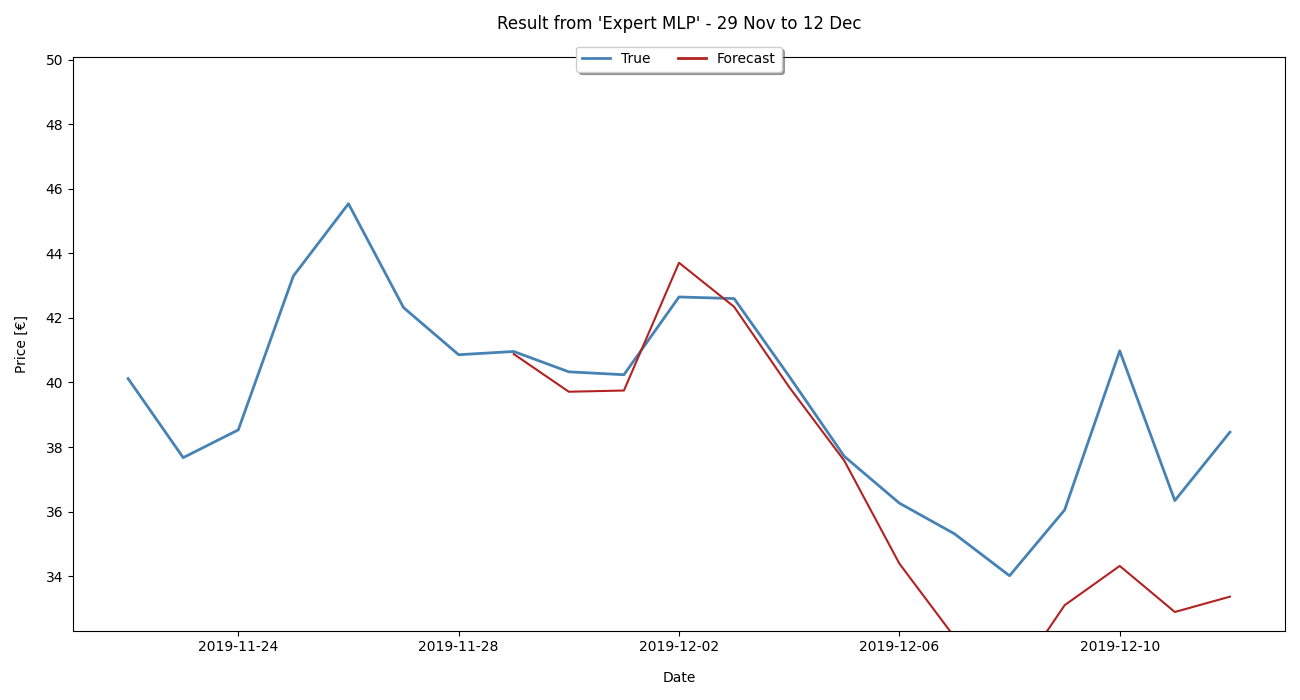 Result from 'Expert MLP' - 29 Nov to 12 Dec
True Forecast
50
48
46
44
42
40
38
36
34
Price [€]
2019-11-24 2019-11-28 2019-12-02 2019-12-06 2019-12-10
Date